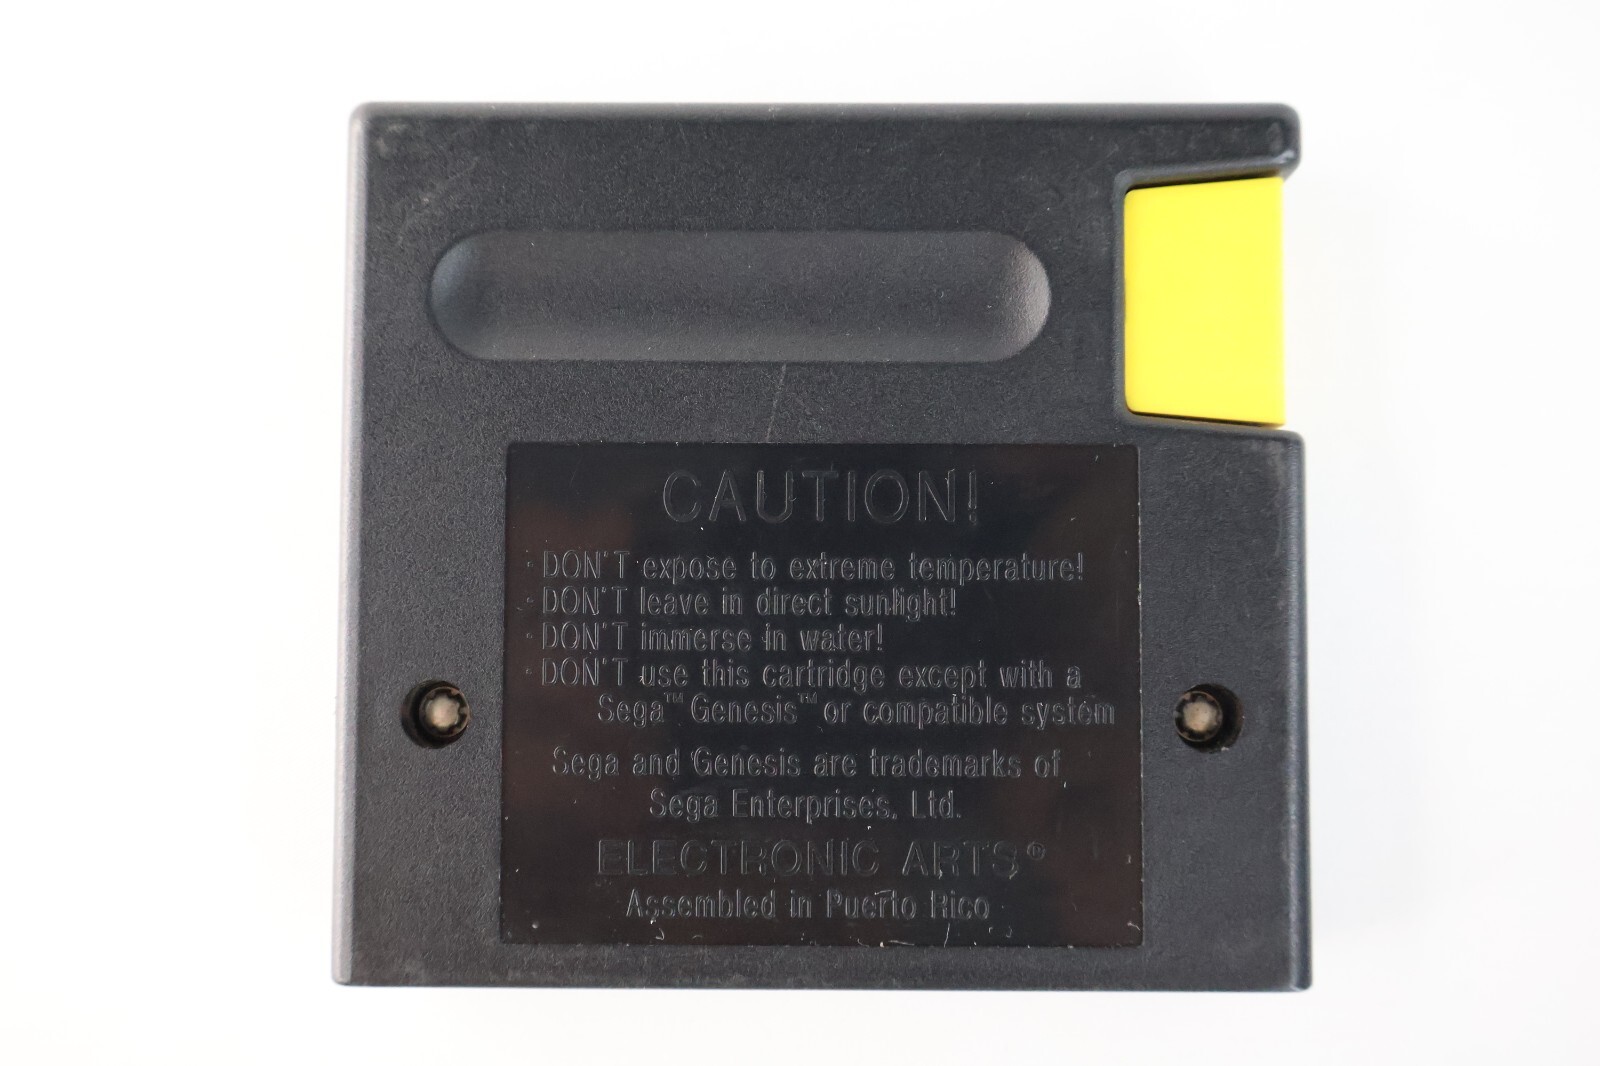 CAUTION!
· DON'T expose to extreme temperature!
· DON'T leave in direct sunlight!
· DON'T immerse in water!
· DON'T use this cartridge except with a
Sega™ Genesis™ or compatible system
Sega and Genesis are trademarks of
Sega Enterprises, Ltd.
ELECTRONIC ARTS®
Assembled in Puerto Rico